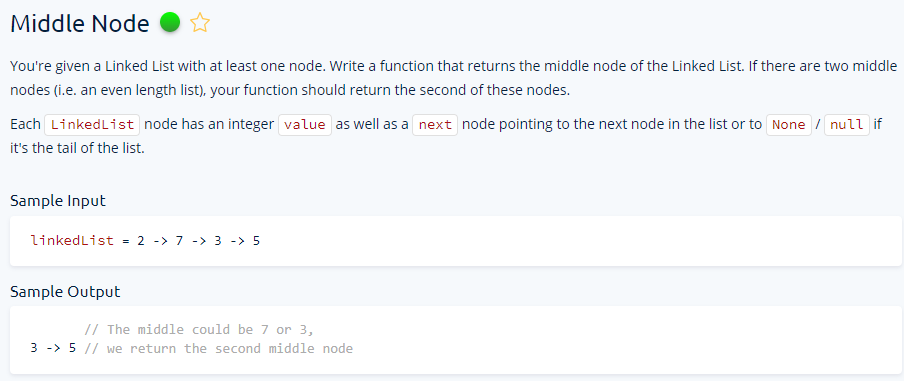 Middle Node
You're given a Linked List with at least one node. Write a function that returns the middle node of the Linked List. If there are two middle
nodes (i.e. an even length list), your function should return the second of these nodes.
Each LinkedList node has an integer value as well as a next node pointing to the next node in the list or to None / null if
it's the tail of the list.
Sample Input
linkedList = 2 -> 7 -> 3 -> 5
Sample Output
// The middle could be 7 or 3,
3 -> 5 // we return the second middle node